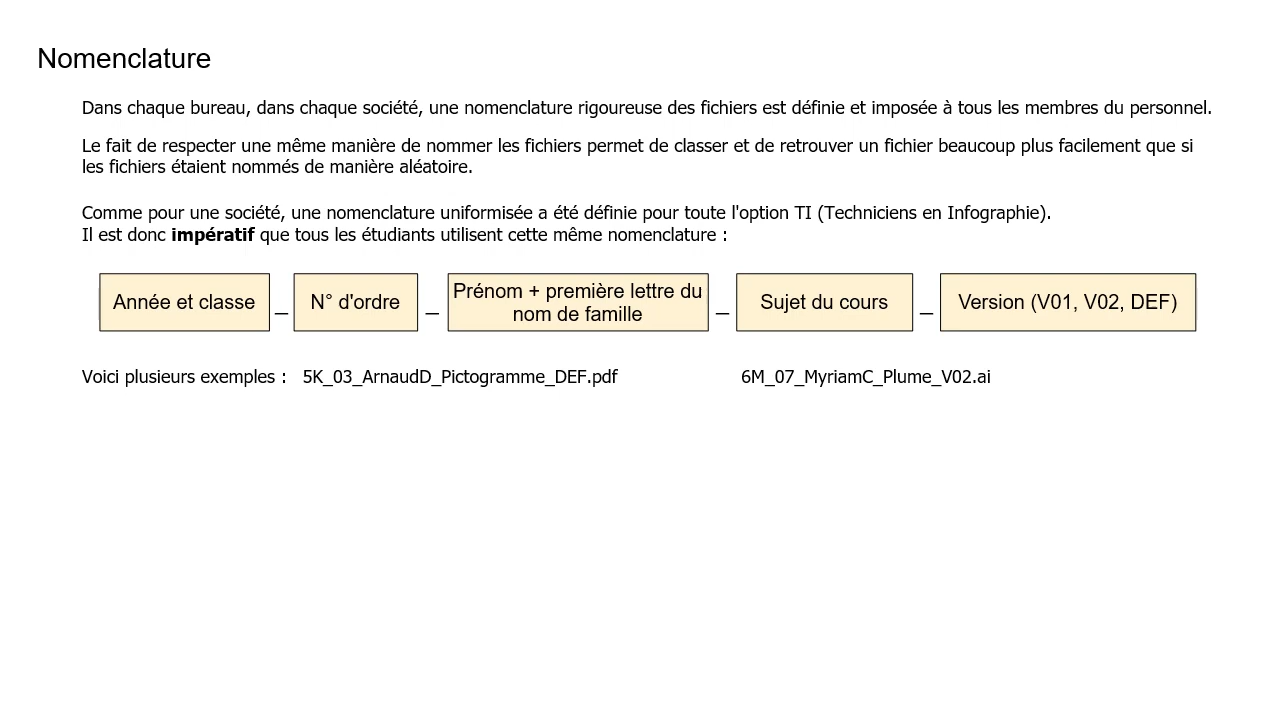 Nomenclature
Dans chaque bureau, dans chaque société, une nomenclature rigoureuse des fichiers est définie et imposée à tous les membres du personnel.
Le fait de respecter une même manière de nommer les fichiers permet de classer et de retrouver un fichier beaucoup plus facilement que si
les fichiers étaient nommés de manière aléatoire.
Comme pour une société, une nomenclature uniformisée a été définie pour toute l'option TI (Techniciens en Infographie).
Il est donc impératif que tous les étudiants utilisent cette même nomenclature :
Année et classe _ N° d'ordre _ Prénom + première lettre du
nom de famille _ Sujet du cours _ Version (V01, V02, DEF)
Voici plusieurs exemples : 5K_03_ArnaudD_Pictogramme_DEF.pdf 6M_07_MyriamC_Plume_V02.ai